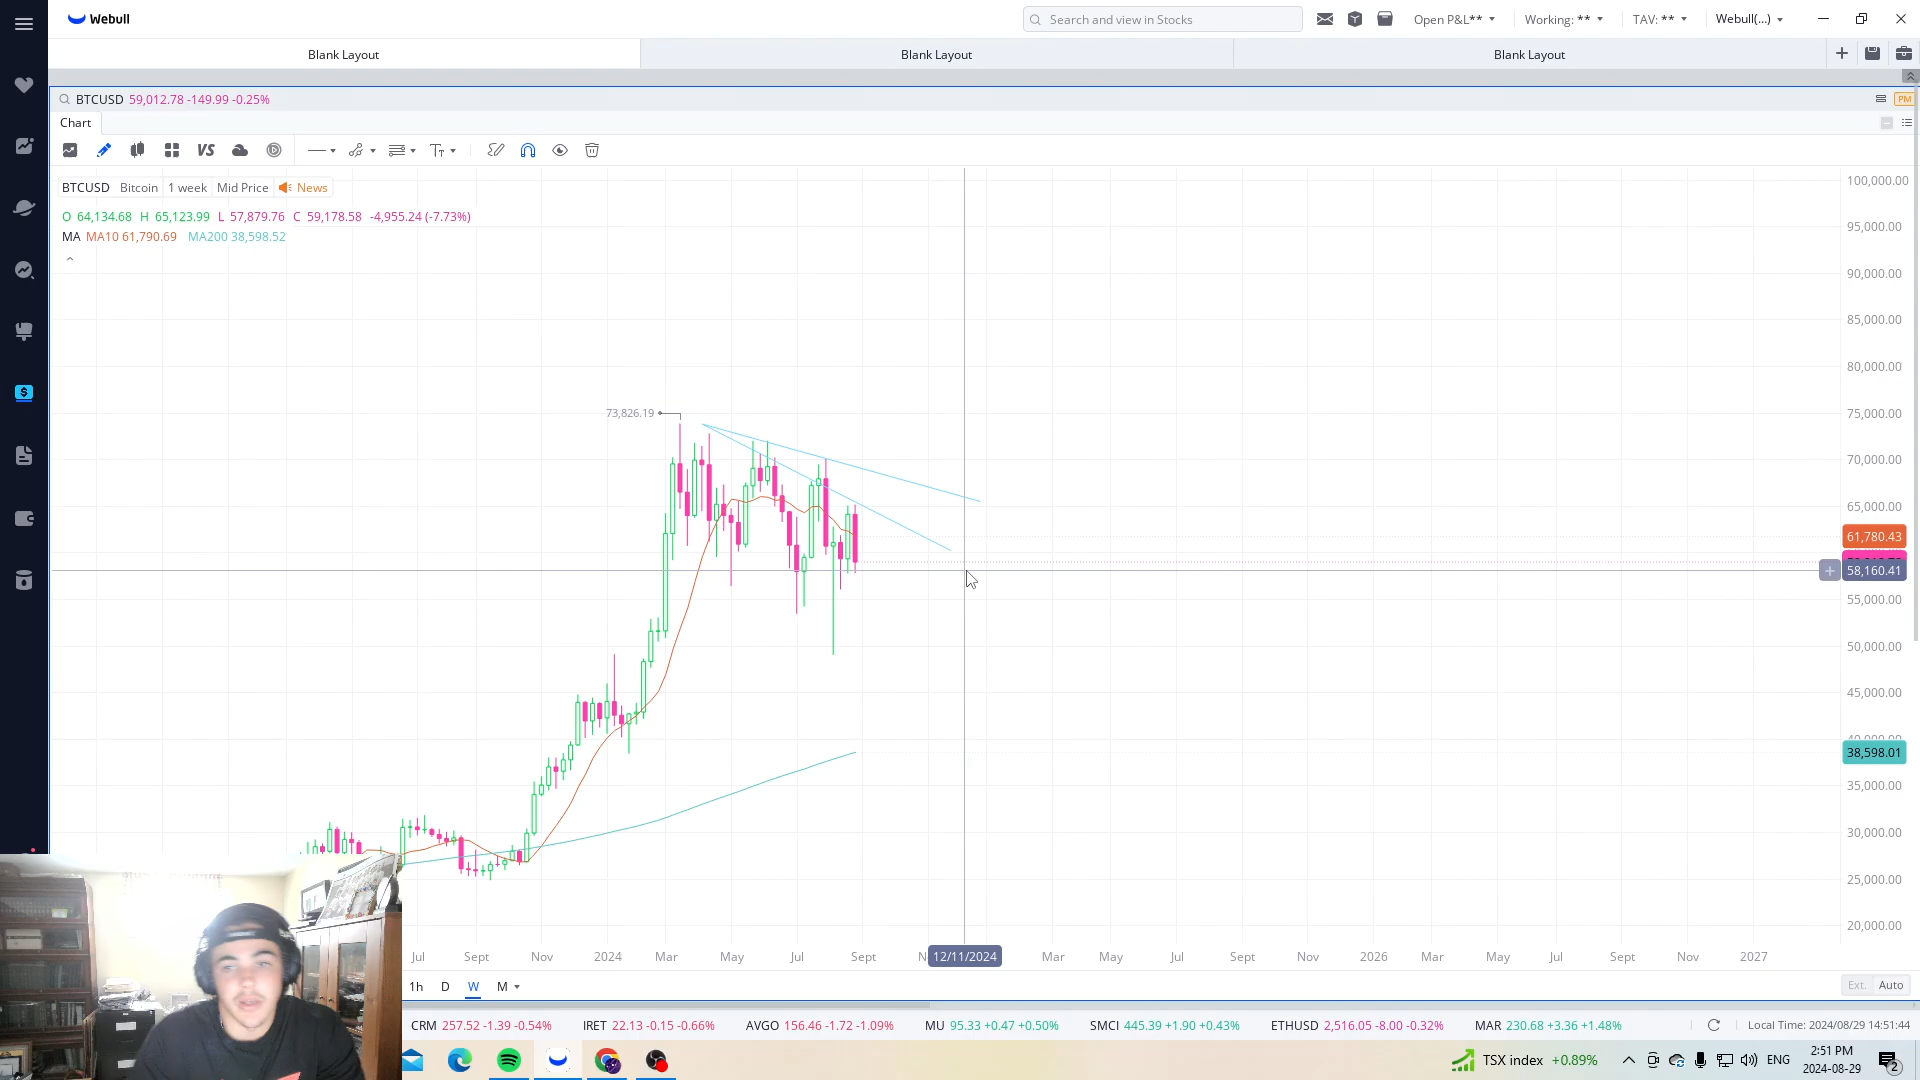 Webull
Search and view in Stocks
Open P&L**
Working: **
TAV: **
Webull(...)
Blank Layout
Blank Layout
Blank Layout
BTCUSD 59,012.78 -149.99 -0.25%
PM
Chart
VS
BTCUSD Bitcoin 1 week Mid Price News
O 64,134.68 H 65,123.99 L 57,879.76 C 59,178.58 -4,955.24 (-7.73%)
MA MA10 61,790.69 MA200 38,598.52
73,826.19
100,000.00
95,000.00
90,000.00
85,000.00
80,000.00
75,000.00
70,000.00
65,000.00
61,780.43
58,160.41
55,000.00
50,000.00
45,000.00
38,598.01
35,000.00
30,000.00
25,000.00
20,000.00
Jul Sept Nov 2024 Mar May Jul Sept 12/11/2024 Mar May Jul Sept Nov 2026 Mar May Jul Sept Nov 2027
1h D W M
Ext. Auto
CRM 257.52 -1.39 -0.54% IRET 22.13 -0.15 -0.66% AVGO 156.46 -1.72 -1.09% MU 95.33 +0.47 +0.50% SMCI 445.39 +1.90 +0.43% ETHUSD 2,516.05 -8.00 -0.32% MAR 230.68 +3.36 +1.48%
Local Time: 2024/08/29 14:51:44
TSX index +0.89%
ENG
2:51 PM
2024-08-29
2